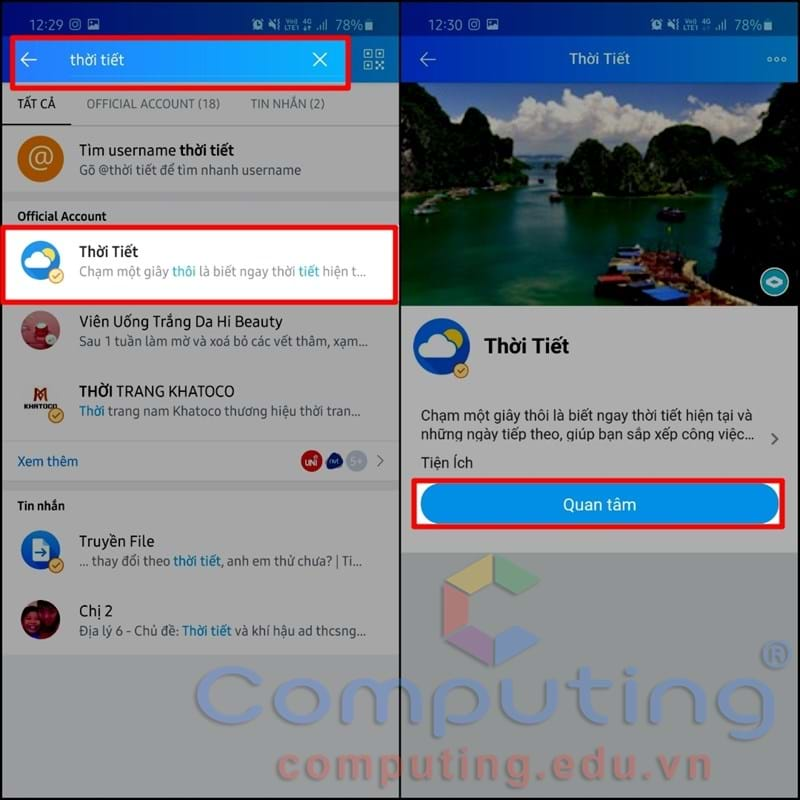 12:29
Vo))
LTE1
4G
78%
thời tiết
TẤT CẢ
OFFICIAL ACCOUNT (18)
TIN NHẮN (2)
@
Tìm username thời tiết
Gõ @thời tiết để tìm nhanh username
Official Account
Thời Tiết
Chạm một giây thôi là biết ngay thời tiết hiện t...
Viên Uống Trắng Da Hi Beauty
Sau 1 tuần làm mờ và xoá bỏ các vết thâm, xạm...
KHATOCO
THỜI TRANG KHATOCO
Thời trang nam Khatoco thương hiệu thời tran...
Xem thêm
UNI
5+
Tin nhắn
Truyền File
... thay đổi theo thời tiết, anh em thử chưa? | Ti...
Chị 2
Địa lý 6 - Chủ đề: Thời tiết và khí hậu ad thcsng...
12:30
Vo))
LTE1
4G
78%
Thời Tiết
Thời Tiết
Chạm một giây thôi là biết ngay thời tiết hiện tại và
những ngày tiếp theo, giúp bạn sắp xếp công việc...
Tiện Ích
Quan tâm
Computing®
computing.edu.vn